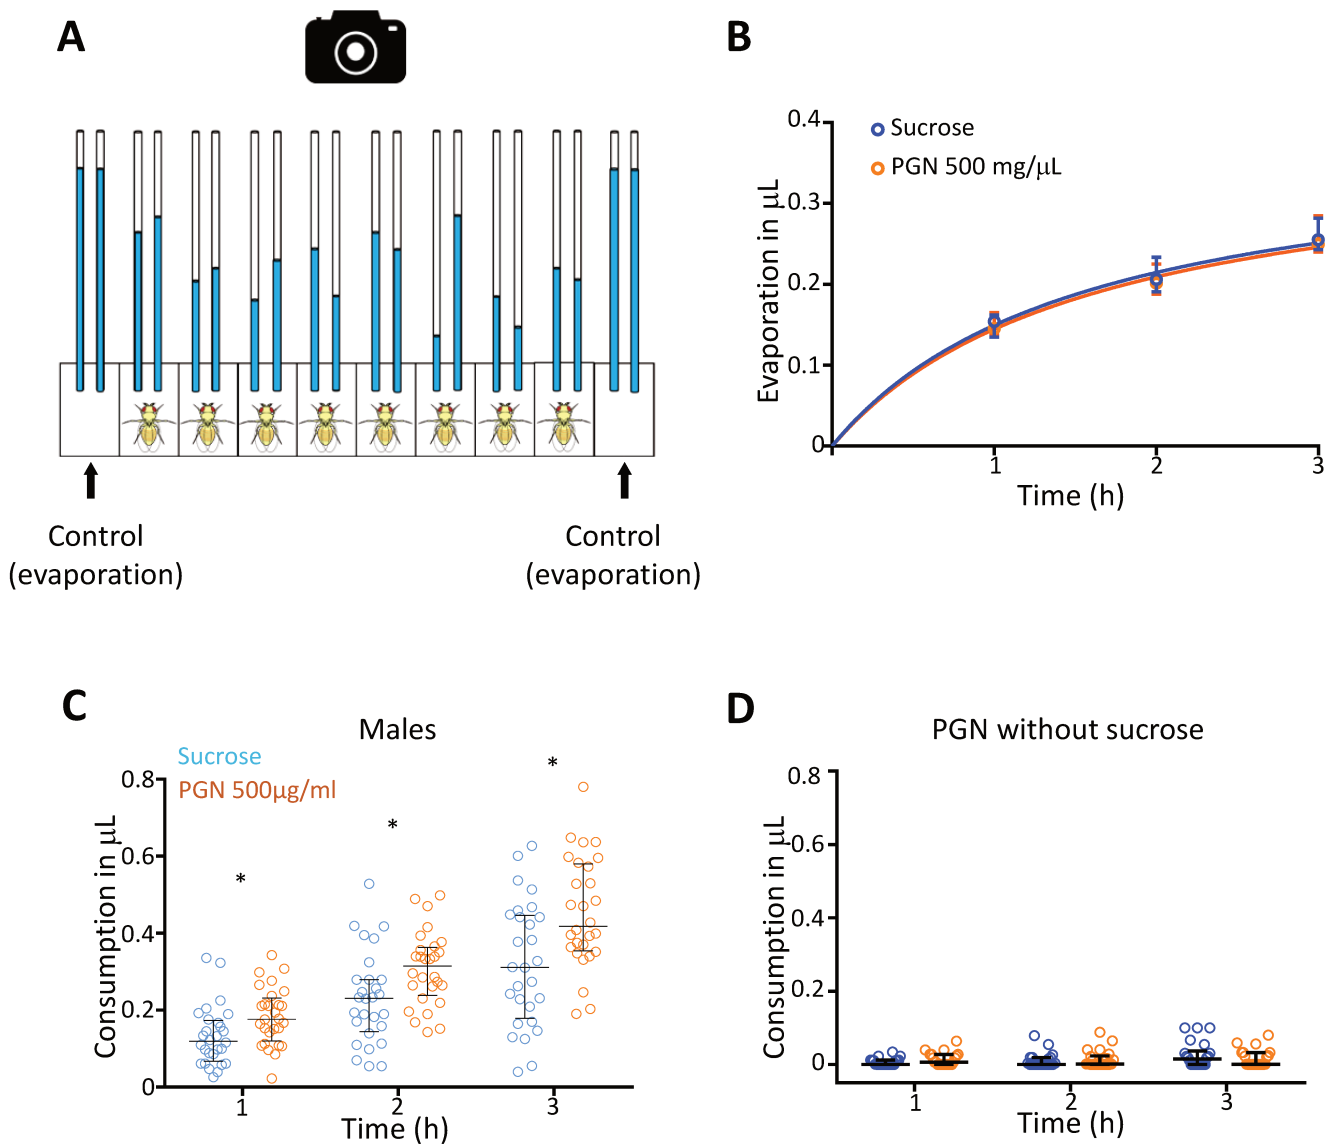 A
Control
(evaporation)
Control
(evaporation)
B
Sucrose
PGN 500 mg/μL
Evaporation in μL
0.4
0.3
0.2
0.1
0
1
2
3
Time (h)
C
Males
Sucrose
PGN 500μg/ml
*
*
*
Consumption in μL
0.8
0.6
0.4
0.2
0
1
2
3
Time (h)
D
PGN without sucrose
Consumption in μL
0.8
0.6
0.4
0.2
0
1
2
3
Time (h)